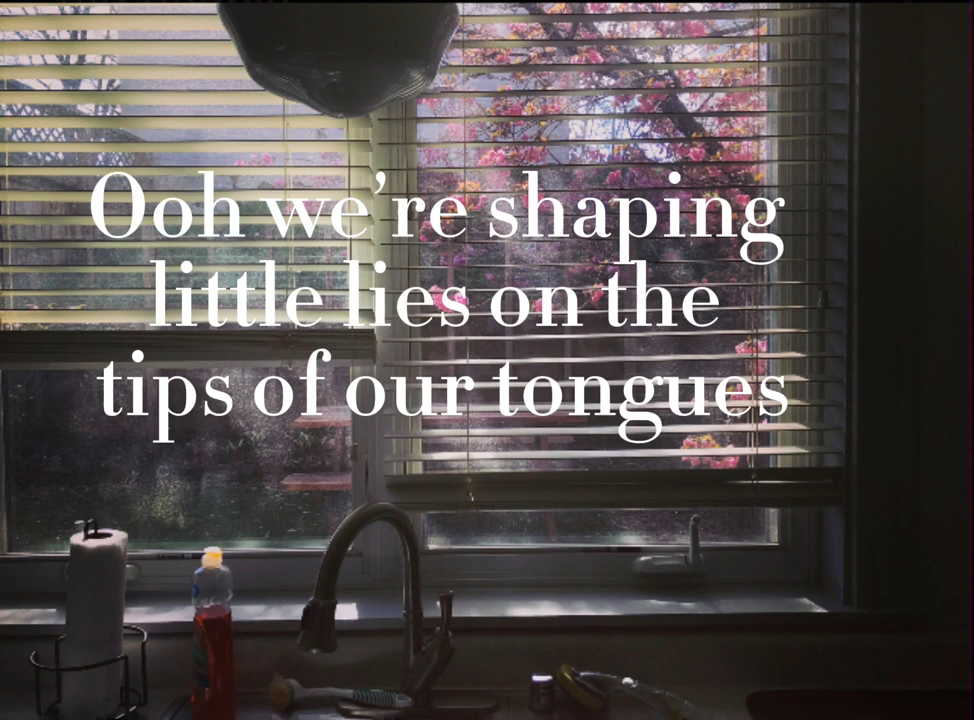 Ooh we’re shaping
little lies on the
tips of our tongues